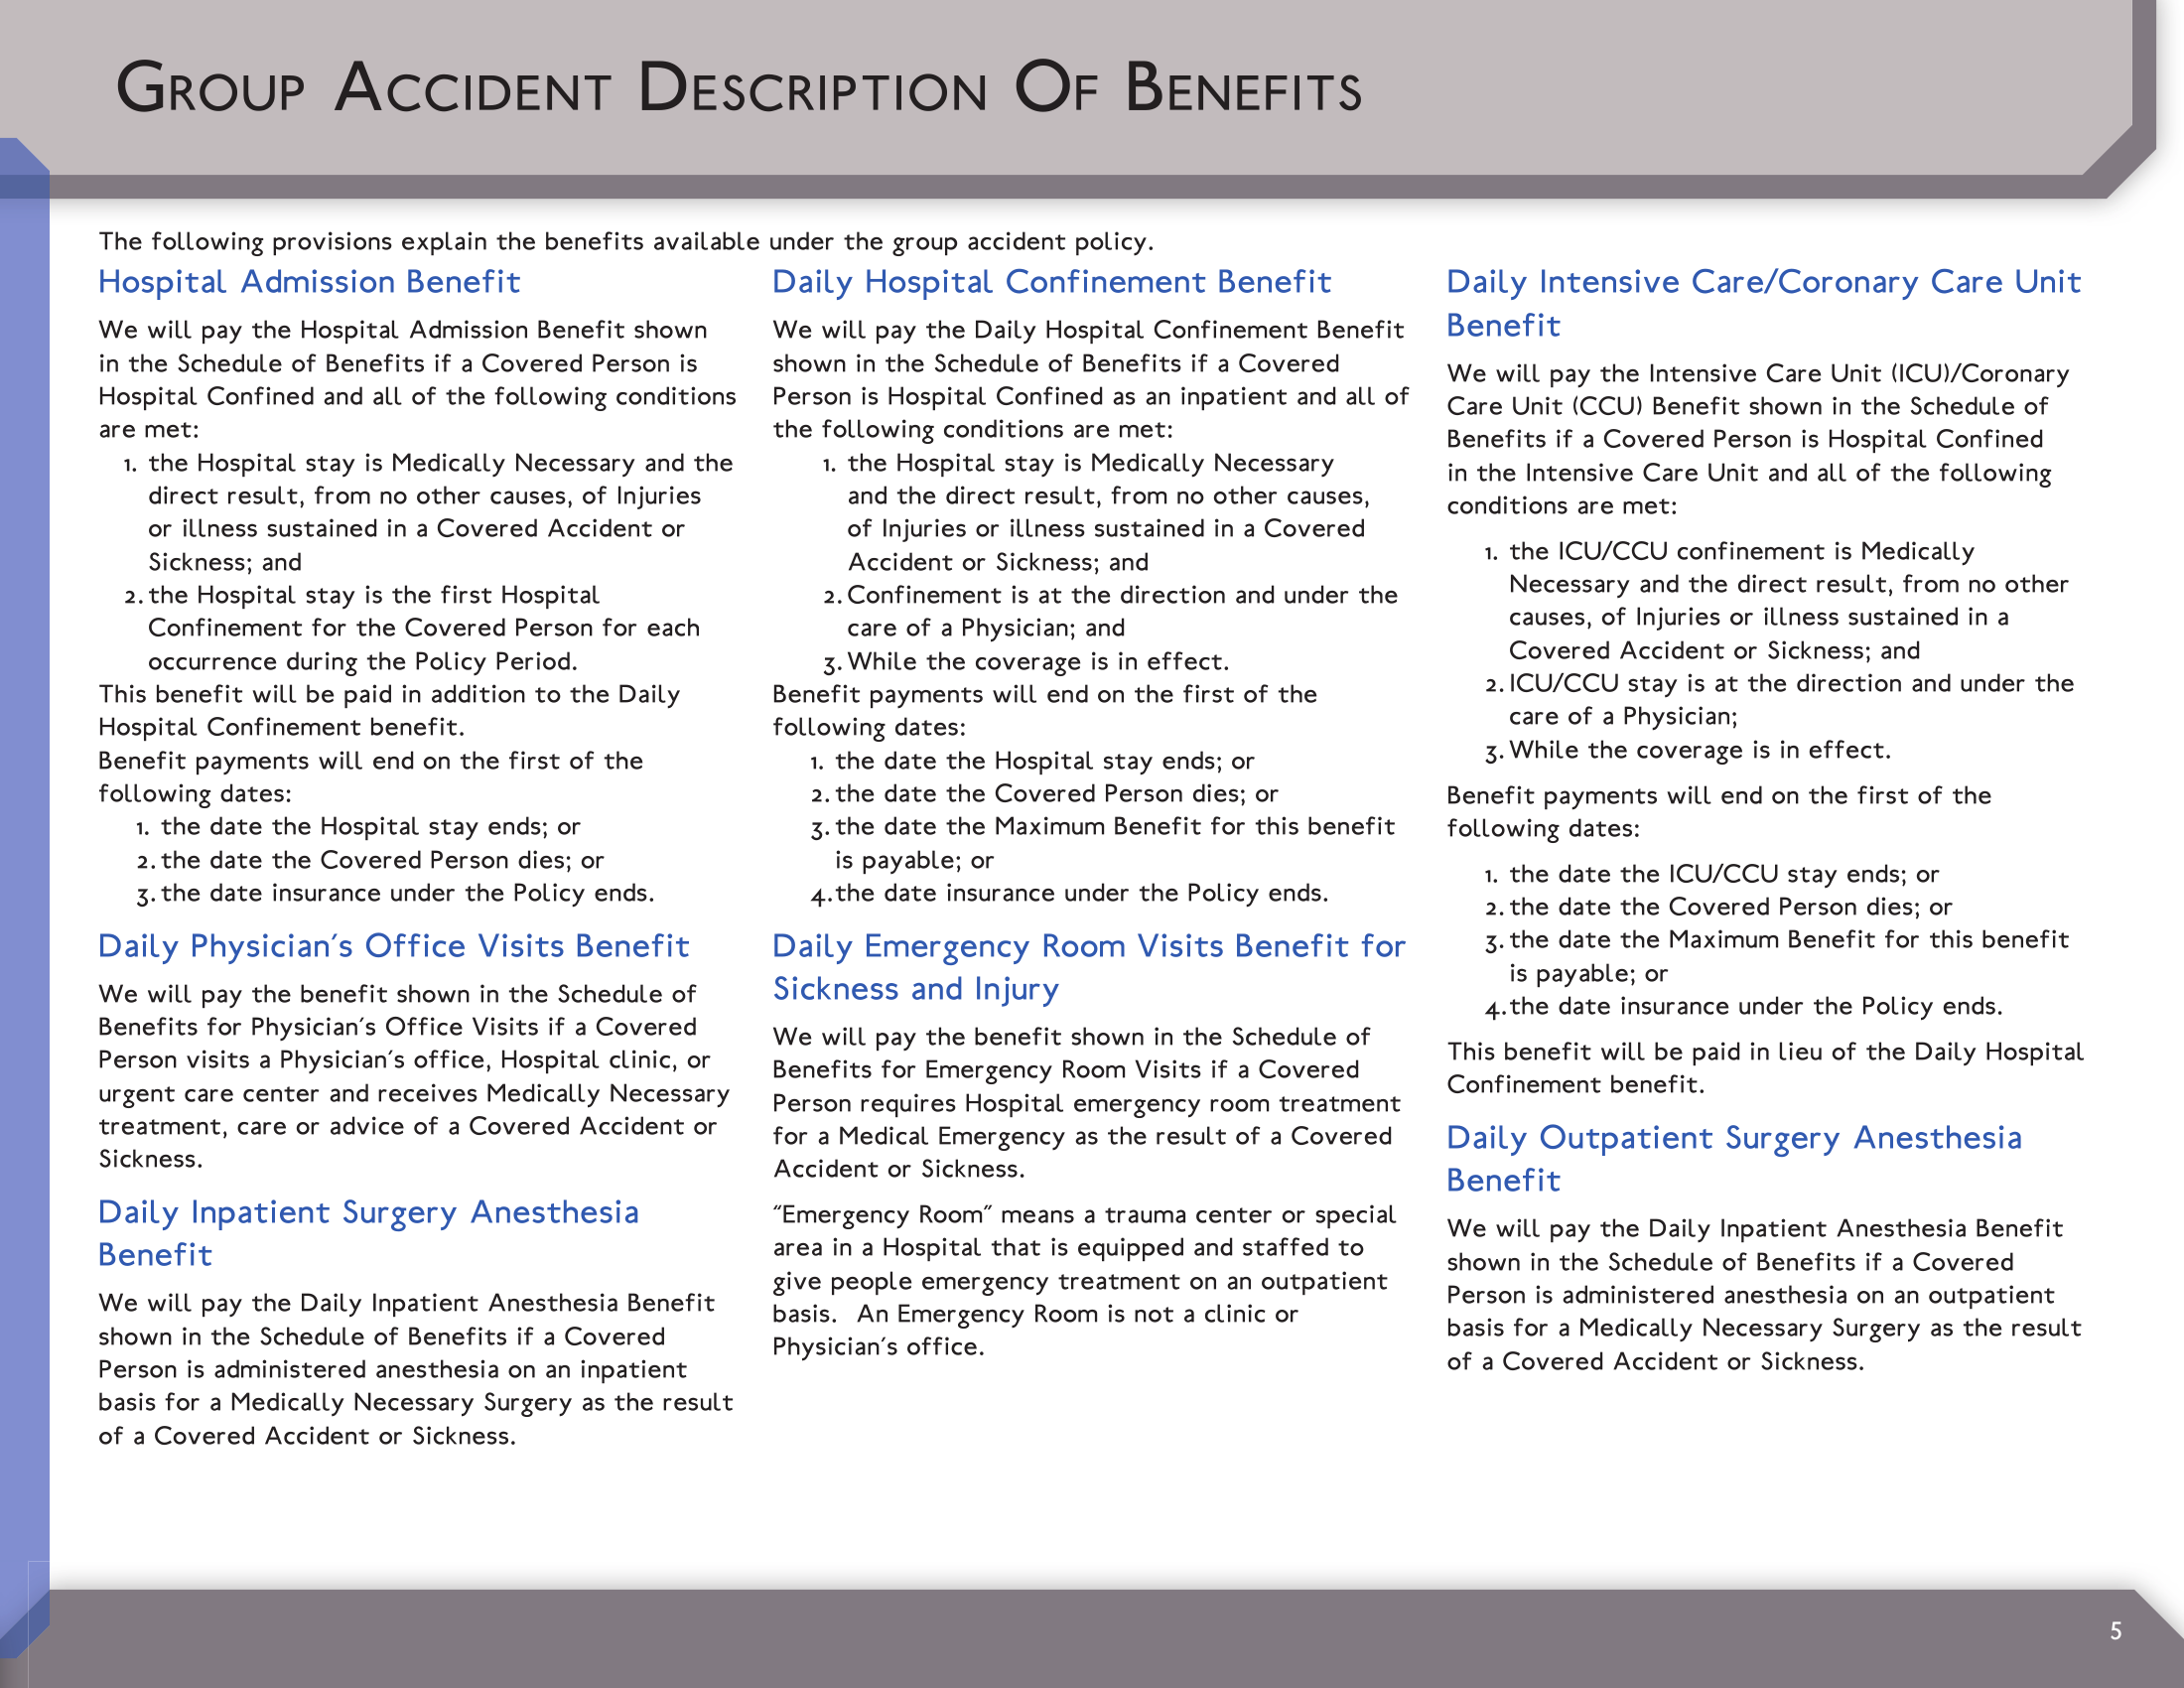 Group Accident Description Of Benefits
The following provisions explain the benefits available under the group accident policy.
Hospital Admission Benefit
We will pay the Hospital Admission Benefit shown
in the Schedule of Benefits if a Covered Person is
Hospital Confined and all of the following conditions
are met:
1. the Hospital stay is Medically Necessary and the
direct result, from no other causes, of Injuries
or illness sustained in a Covered Accident or
Sickness; and
2. the Hospital stay is the first Hospital
Confinement for the Covered Person for each
occurrence during the Policy Period.
This benefit will be paid in addition to the Daily
Hospital Confinement benefit.
Benefit payments will end on the first of the
following dates:
1. the date the Hospital stay ends; or
2. the date the Covered Person dies; or
3. the date insurance under the Policy ends.
Daily Physician's Office Visits Benefit
We will pay the benefit shown in the Schedule of
Benefits for Physician's Office Visits if a Covered
Person visits a Physician's office, Hospital clinic, or
urgent care center and receives Medically Necessary
treatment, care or advice of a Covered Accident or
Sickness.
Daily Inpatient Surgery Anesthesia
Benefit
We will pay the Daily Inpatient Anesthesia Benefit
shown in the Schedule of Benefits if a Covered
Person is administered anesthesia on an inpatient
basis for a Medically Necessary Surgery as the result
of a Covered Accident or Sickness.
Daily Hospital Confinement Benefit
We will pay the Daily Hospital Confinement Benefit
shown in the Schedule of Benefits if a Covered
Person is Hospital Confined as an inpatient and all of
the following conditions are met:
1. the Hospital stay is Medically Necessary
and the direct result, from no other causes,
of Injuries or illness sustained in a Covered
Accident or Sickness; and
2. Confinement is at the direction and under the
care of a Physician; and
3. While the coverage is in effect.
Benefit payments will end on the first of the
following dates:
1. the date the Hospital stay ends; or
2. the date the Covered Person dies; or
3. the date the Maximum Benefit for this benefit
is payable; or
4. the date insurance under the Policy ends.
Daily Emergency Room Visits Benefit for
Sickness and Injury
We will pay the benefit shown in the Schedule of
Benefits for Emergency Room Visits if a Covered
Person requires Hospital emergency room treatment
for a Medical Emergency as the result of a Covered
Accident or Sickness.
"Emergency Room" means a trauma center or special
area in a Hospital that is equipped and staffed to
give people emergency treatment on an outpatient
basis.  An Emergency Room is not a clinic or
Physician's office.
Daily Intensive Care/Coronary Care Unit
Benefit
We will pay the Intensive Care Unit (ICU)/Coronary
Care Unit (CCU) Benefit shown in the Schedule of
Benefits if a Covered Person is Hospital Confined
in the Intensive Care Unit and all of the following
conditions are met:
1. the ICU/CCU confinement is Medically
Necessary and the direct result, from no other
causes, of Injuries or illness sustained in a
Covered Accident or Sickness; and
2. ICU/CCU stay is at the direction and under the
care of a Physician;
3. While the coverage is in effect.
Benefit payments will end on the first of the
following dates:
1. the date the ICU/CCU stay ends; or
2. the date the Covered Person dies; or
3. the date the Maximum Benefit for this benefit
is payable; or
4. the date insurance under the Policy ends.
This benefit will be paid in lieu of the Daily Hospital
Confinement benefit.
Daily Outpatient Surgery Anesthesia
Benefit
We will pay the Daily Inpatient Anesthesia Benefit
shown in the Schedule of Benefits if a Covered
Person is administered anesthesia on an outpatient
basis for a Medically Necessary Surgery as the result
of a Covered Accident or Sickness.
5